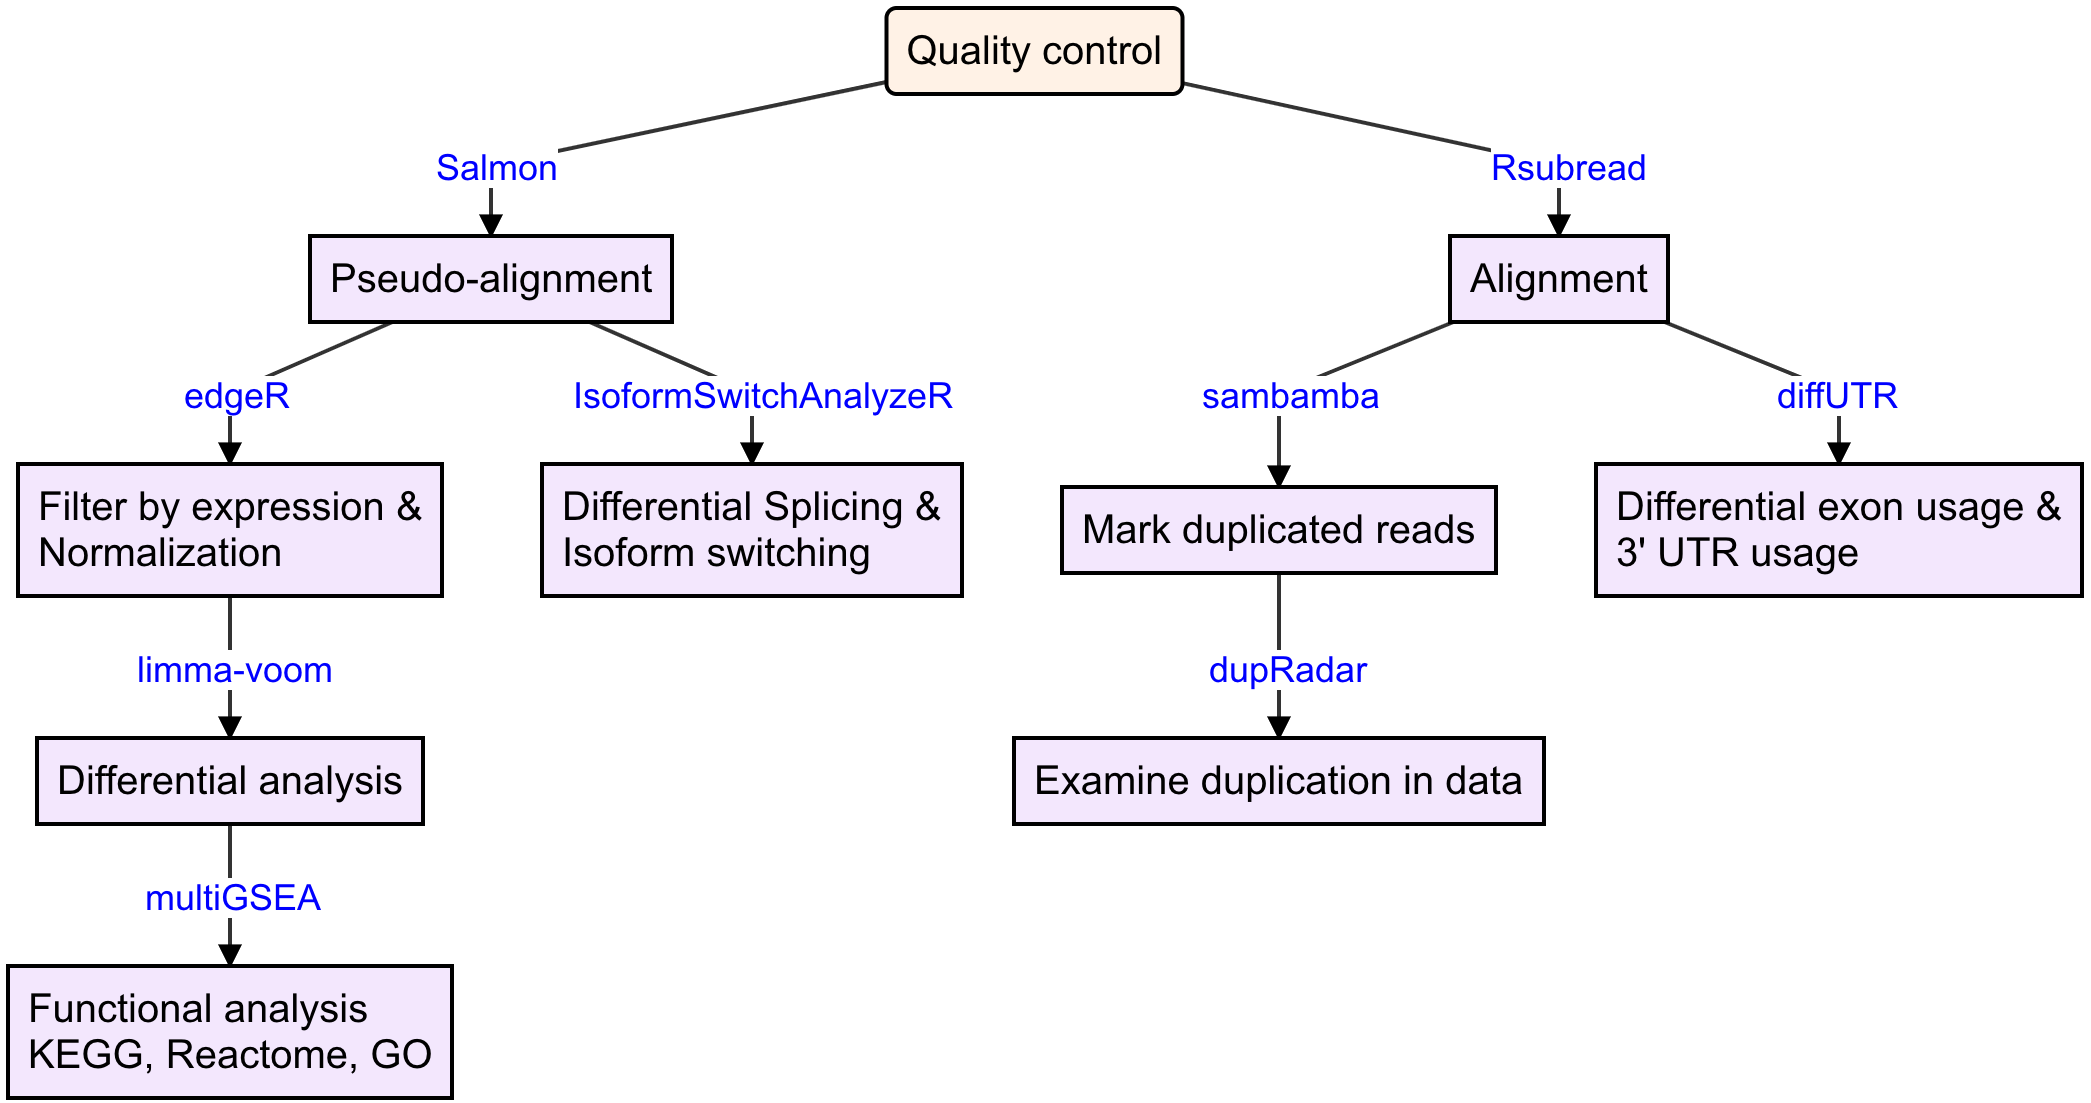 Quality control
Salmon
Rsubread
Pseudo-alignment
Alignment
edgeR
IsoformSwitchAnalyzeR
sambamba
diffUTR
Filter by expression &
Normalization
Differential Splicing &
Isoform switching
Mark duplicated reads
Differential exon usage &
3' UTR usage
limma-voom
dupRadar
Differential analysis
Examine duplication in data
multiGSEA
Functional analysis
KEGG, Reactome, GO